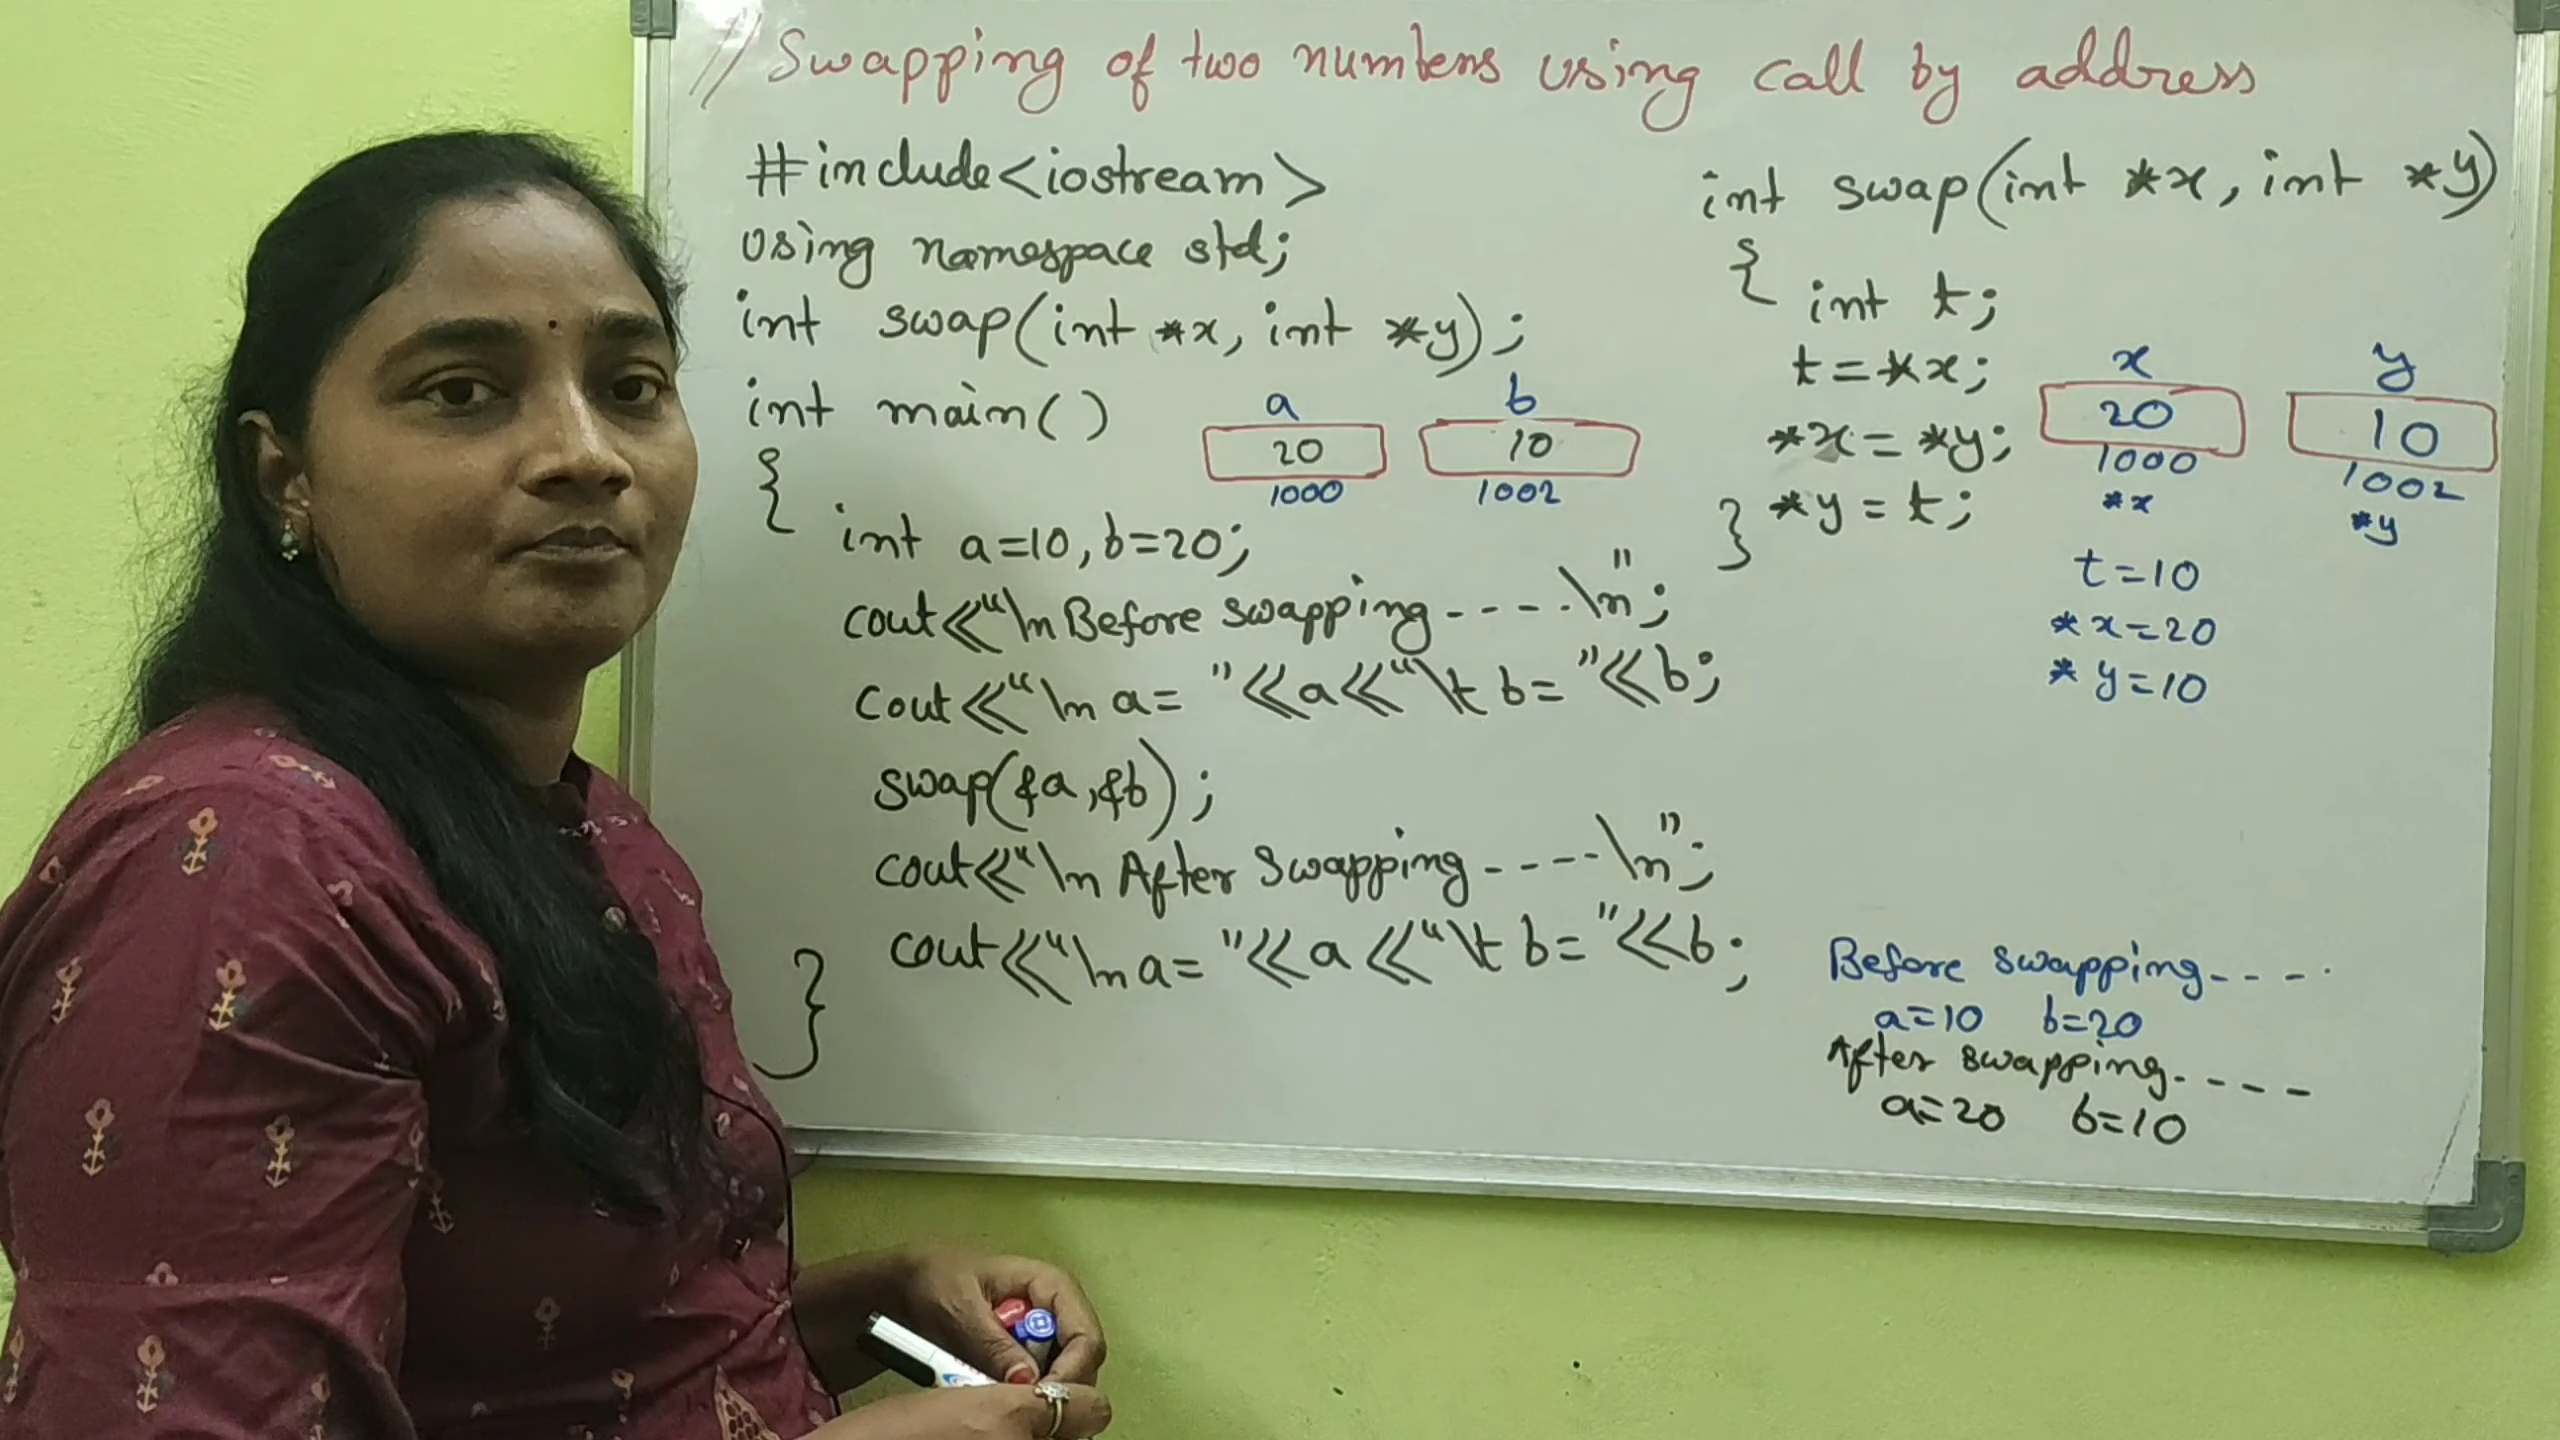 // Swapping of two numbers using call by address
#include<iostream>
using namespace std;
int swap(int *x, int *y);
int main()
a b
20 10
1000 1002
{
int a=10, b=20;
cout<<"\n Before swapping-----\n";
cout<<"\n a= "<<a<<"\t b= "<<b;
swap(&a,&b);
cout<<"\n After swapping-----\n";
cout<<"\n a= "<<a<<"\t b= "<<b;
}
int swap(int *x, int *y)
{ int t;
t=*x;
*x=*y;
*y=t;
}
x y
20 10
1000 1002
*x *y
t=10
*x=20
*y=10
Before swapping----
a=10 b=20
After swapping-----
a=20 b=10